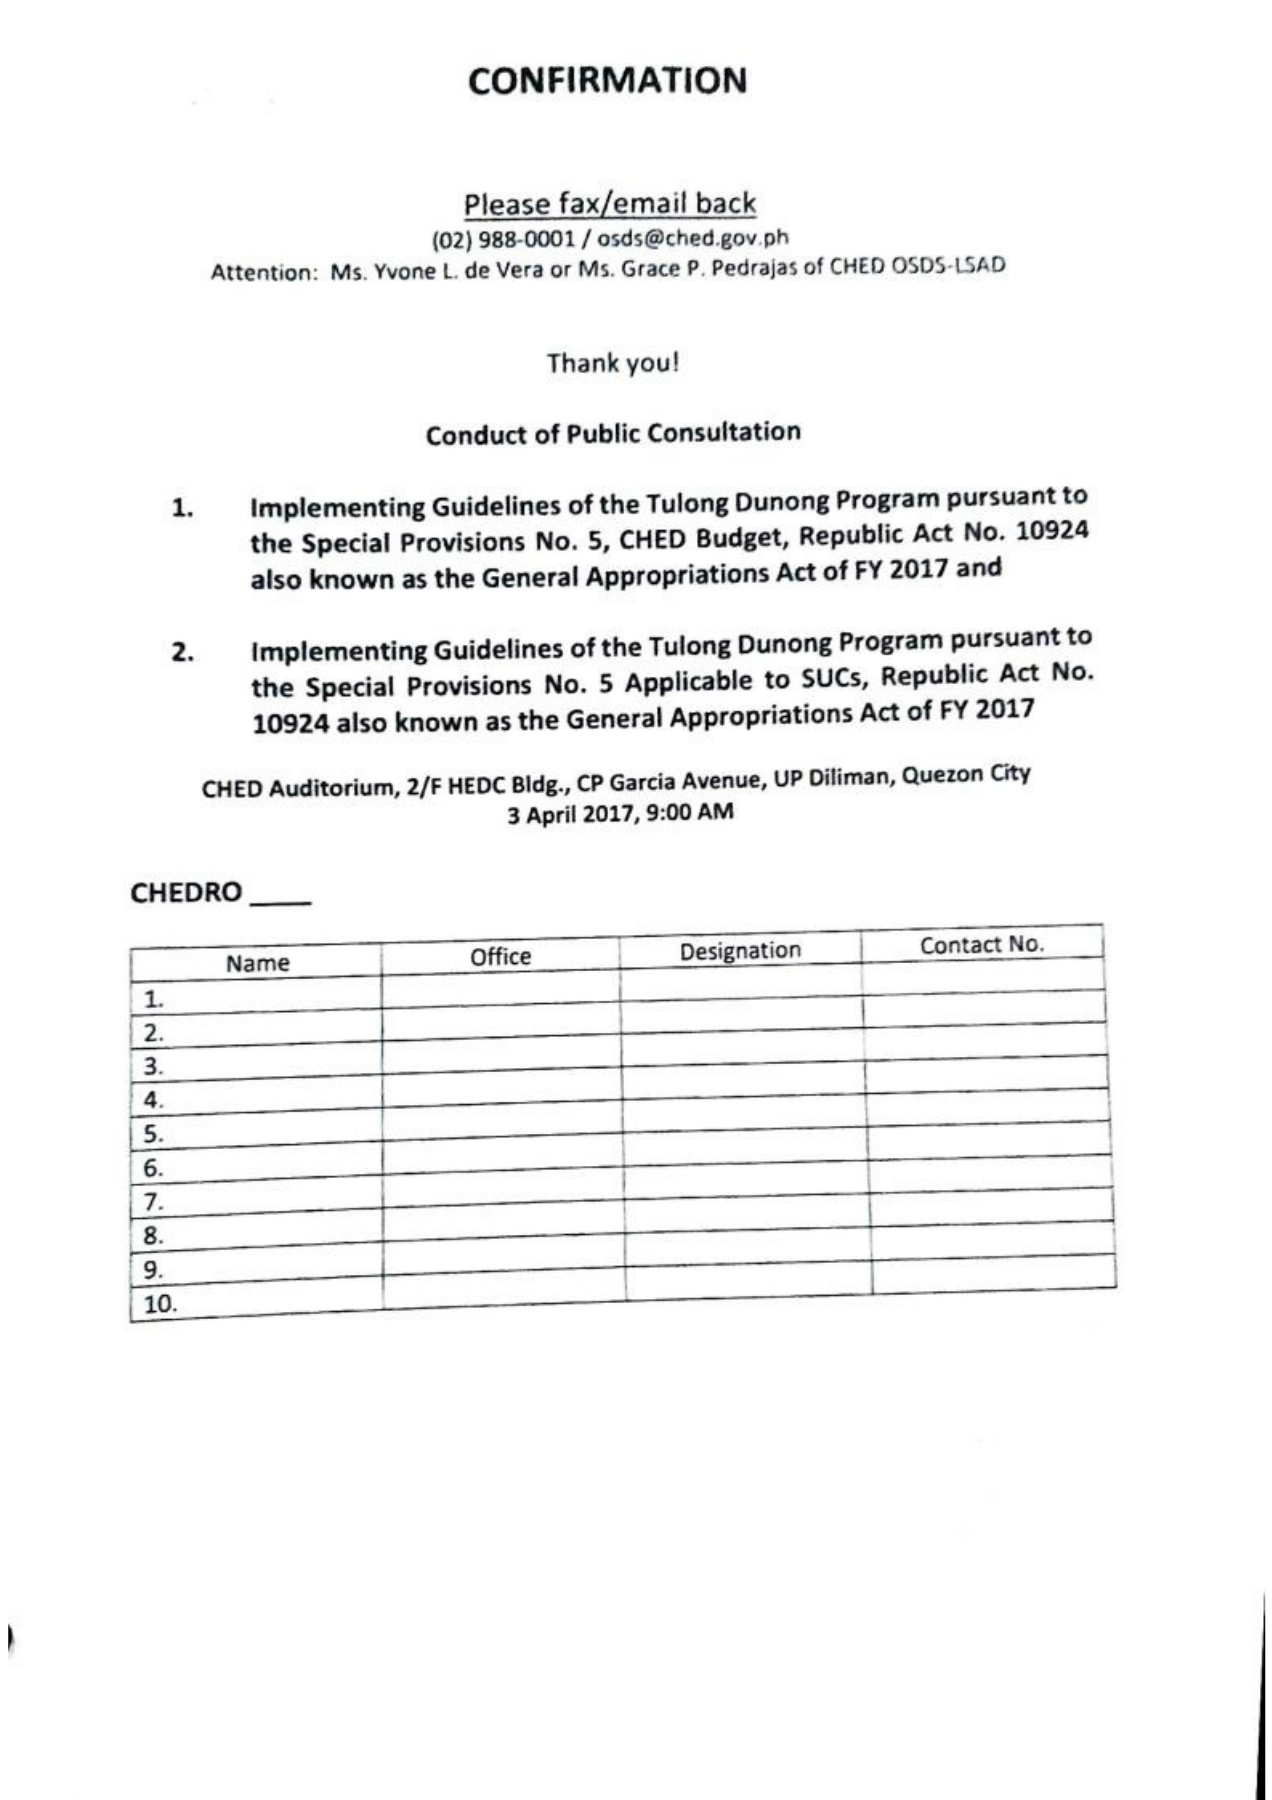 CONFIRMATION
Please fax/email back
(02) 988-0001 / osds@ched.gov.ph
Attention: Ms. Yvone L. de Vera or Ms. Grace P. Pedrajas of CHED OSDS-LSAD
Thank you!
Conduct of Public Consultation
1. Implementing Guidelines of the Tulong Dunong Program pursuant to
the Special Provisions No. 5, CHED Budget, Republic Act No. 10924
also known as the General Appropriations Act of FY 2017 and
2. Implementing Guidelines of the Tulong Dunong Program pursuant to
the Special Provisions No. 5 Applicable to SUCs, Republic Act No.
10924 also known as the General Appropriations Act of FY 2017
CHED Auditorium, 2/F HEDC Bldg., CP Garcia Avenue, UP Diliman, Quezon City
3 April 2017, 9:00 AM
CHEDRO ____
Name Office Designation Contact No.
1.
2.
3.
4.
5.
6.
7.
8.
9.
10.